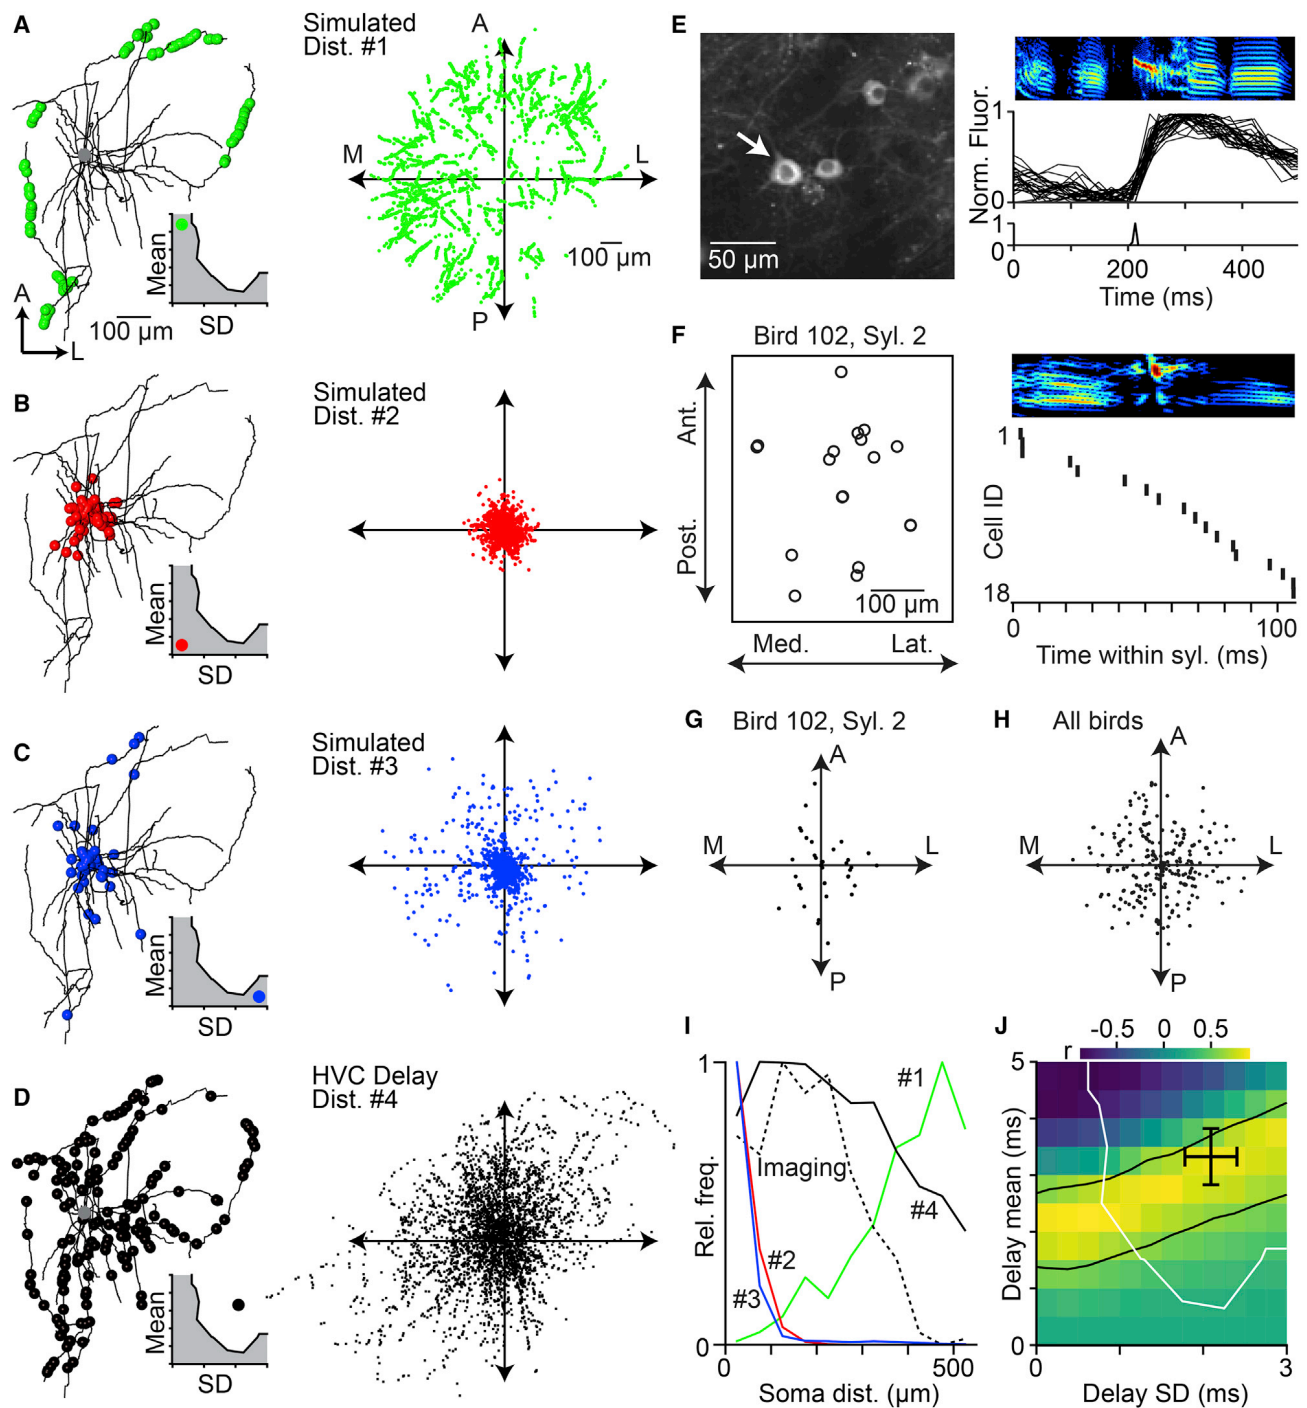 A
Simulated
Dist. #1
A
M
L
P
100 µm
Mean
SD
A
L
100 µm
B
Simulated
Dist. #2
Mean
SD
C
Simulated
Dist. #3
Mean
SD
D
HVC Delay
Dist. #4
Mean
SD
E
50 µm
Norm. Fluor.
1
0
1
0
0
200
400
Time (ms)
F
Bird 102, Syl. 2
Ant.
Post.
100 µm
Med.
Lat.
1
Cell ID
18
0
100
Time within syl. (ms)
G
Bird 102, Syl. 2
A
M
L
P
H
All birds
A
M
L
P
I
1
Rel. freq.
0
#1
Imaging
#4
#2
#3
0
500
Soma dist. (µm)
J
-0.5
0
0.5
r
5
Delay mean (ms)
0
0
3
Delay SD (ms)